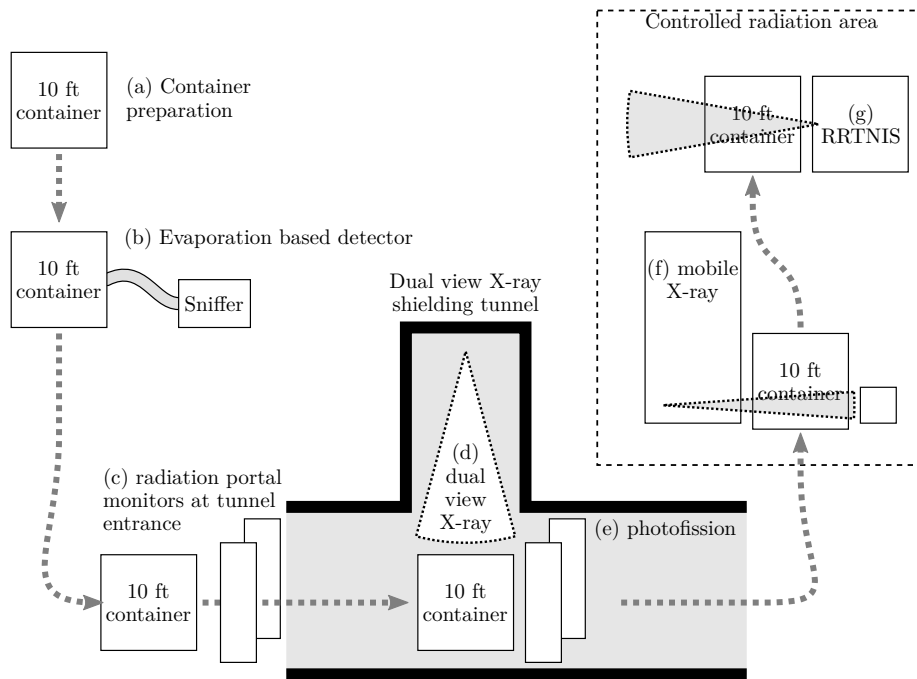 Controlled radiation area
10 ft
container
(a) Container
preparation
10 ft
container
(g)
RRTNIS
(b) Evaporation based detector
10 ft
container
Sniffer
Dual view X-ray
shielding tunnel
(f) mobile
X-ray
10 ft
container
(c) radiation portal
monitors at tunnel
entrance
(d)
dual
view
X-ray
(e) photofission
10 ft
container
10 ft
container